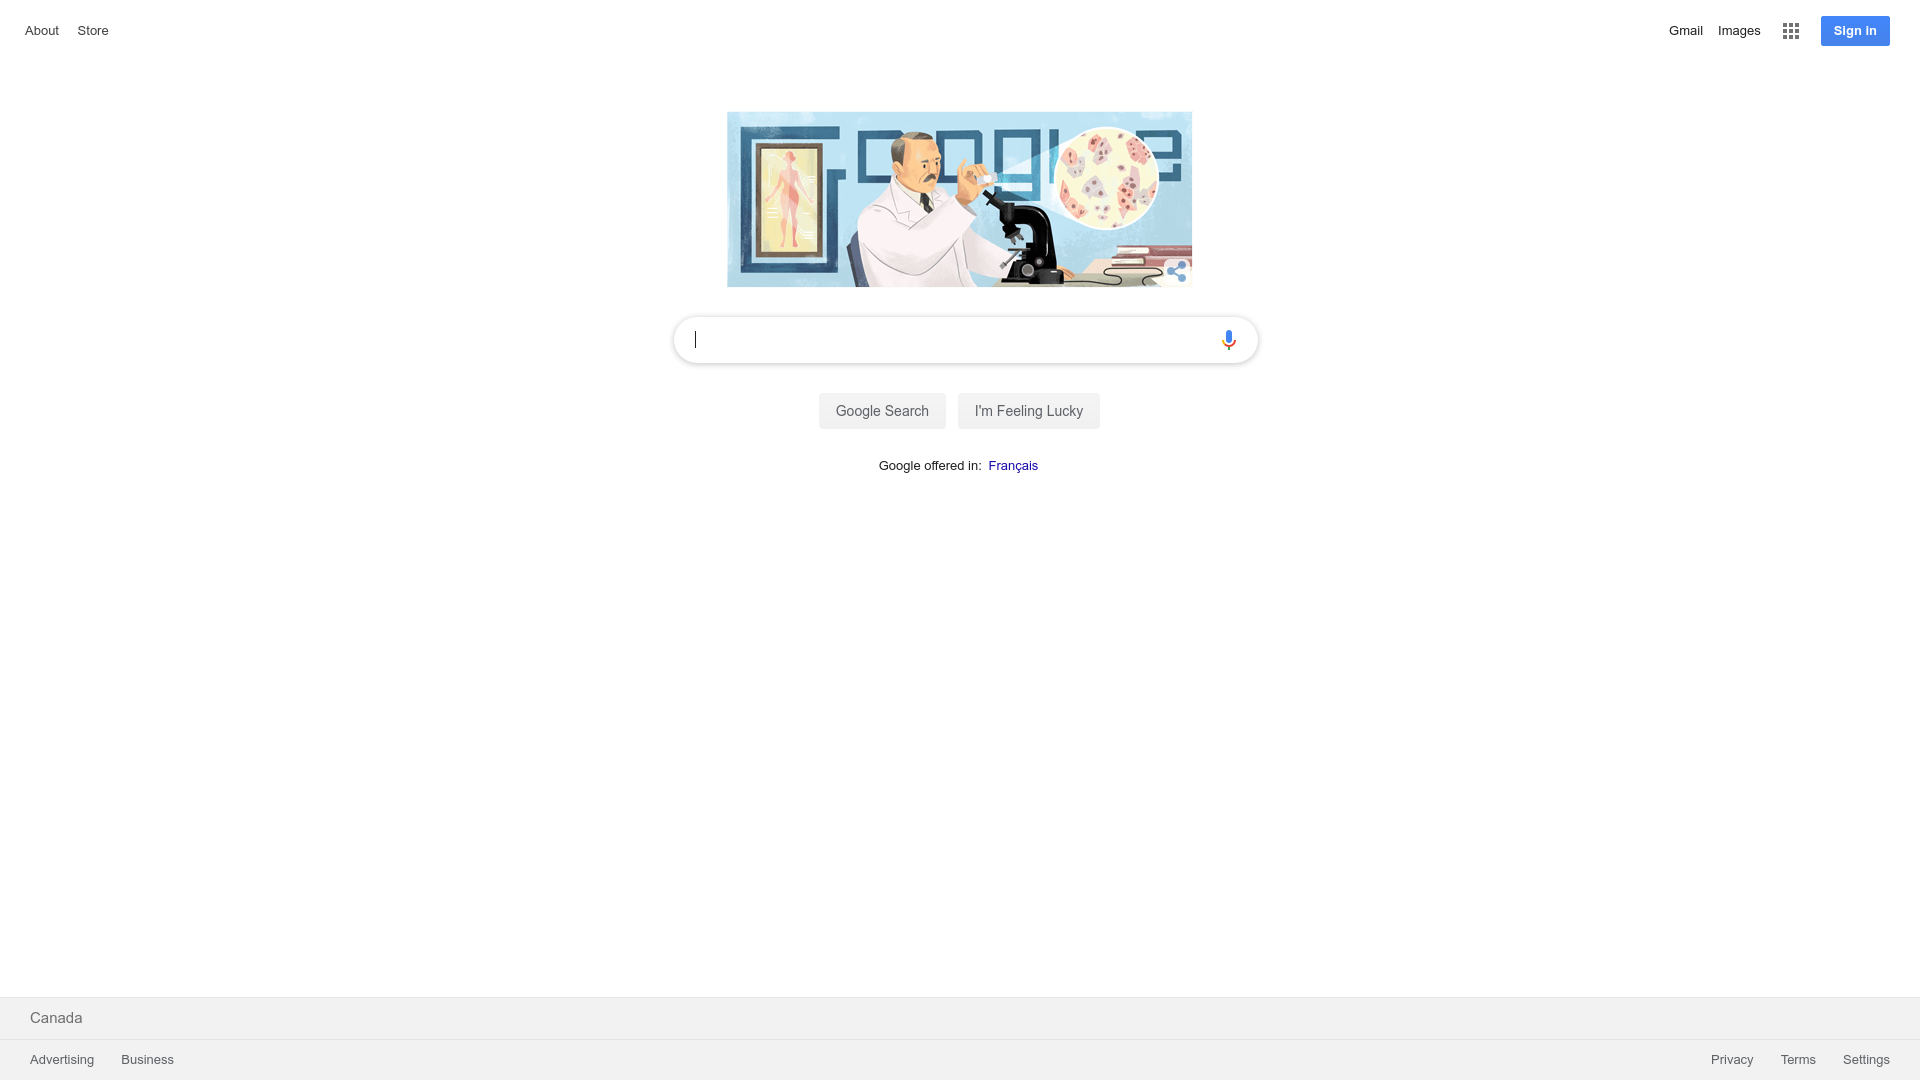 About Store
Gmail Images Sign in
Google
Google Search I'm Feeling Lucky
Google offered in: Français
Canada
Advertising Business
Privacy Terms Settings